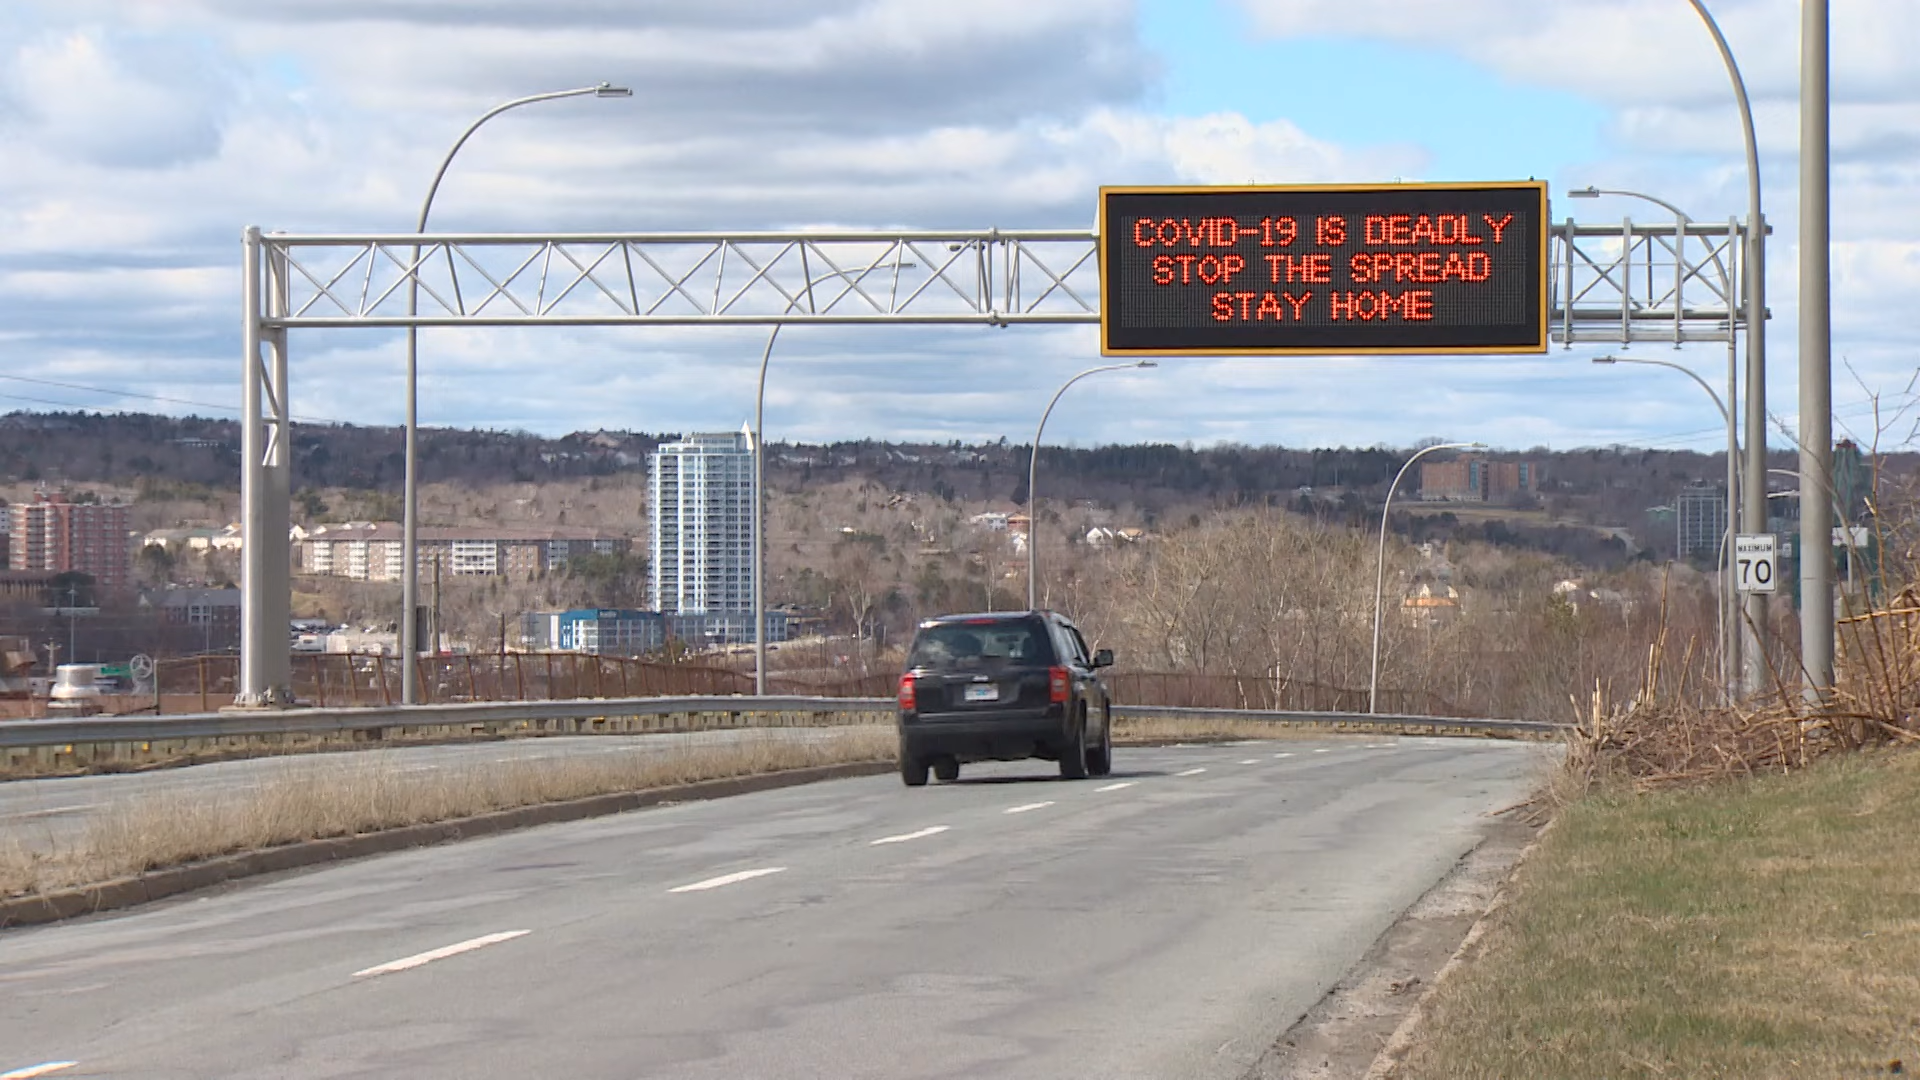 COVID-19 IS DEADLY
STOP THE SPREAD
STAY HOME
MAXIMUM
70